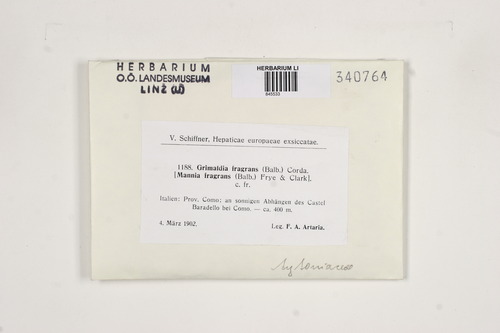 HERBARIUM
O.Ö. LANDESMUSEUM
LINZ
HERBARIUM LI
340764
V. Schiffner, Hepaticae europaeae exsiccatae.
1188. Grimaldia fragrans (Balb.) Corda.
[Mannia fragrans (Balb.) Frye & Clark].
c. fr.
Italien: Prov. Como; an sonnigen Abhängen des Castel
Baradello bei Como. — ca. 400 m.
4. März 1902.
Leg. F. A. Artaria.